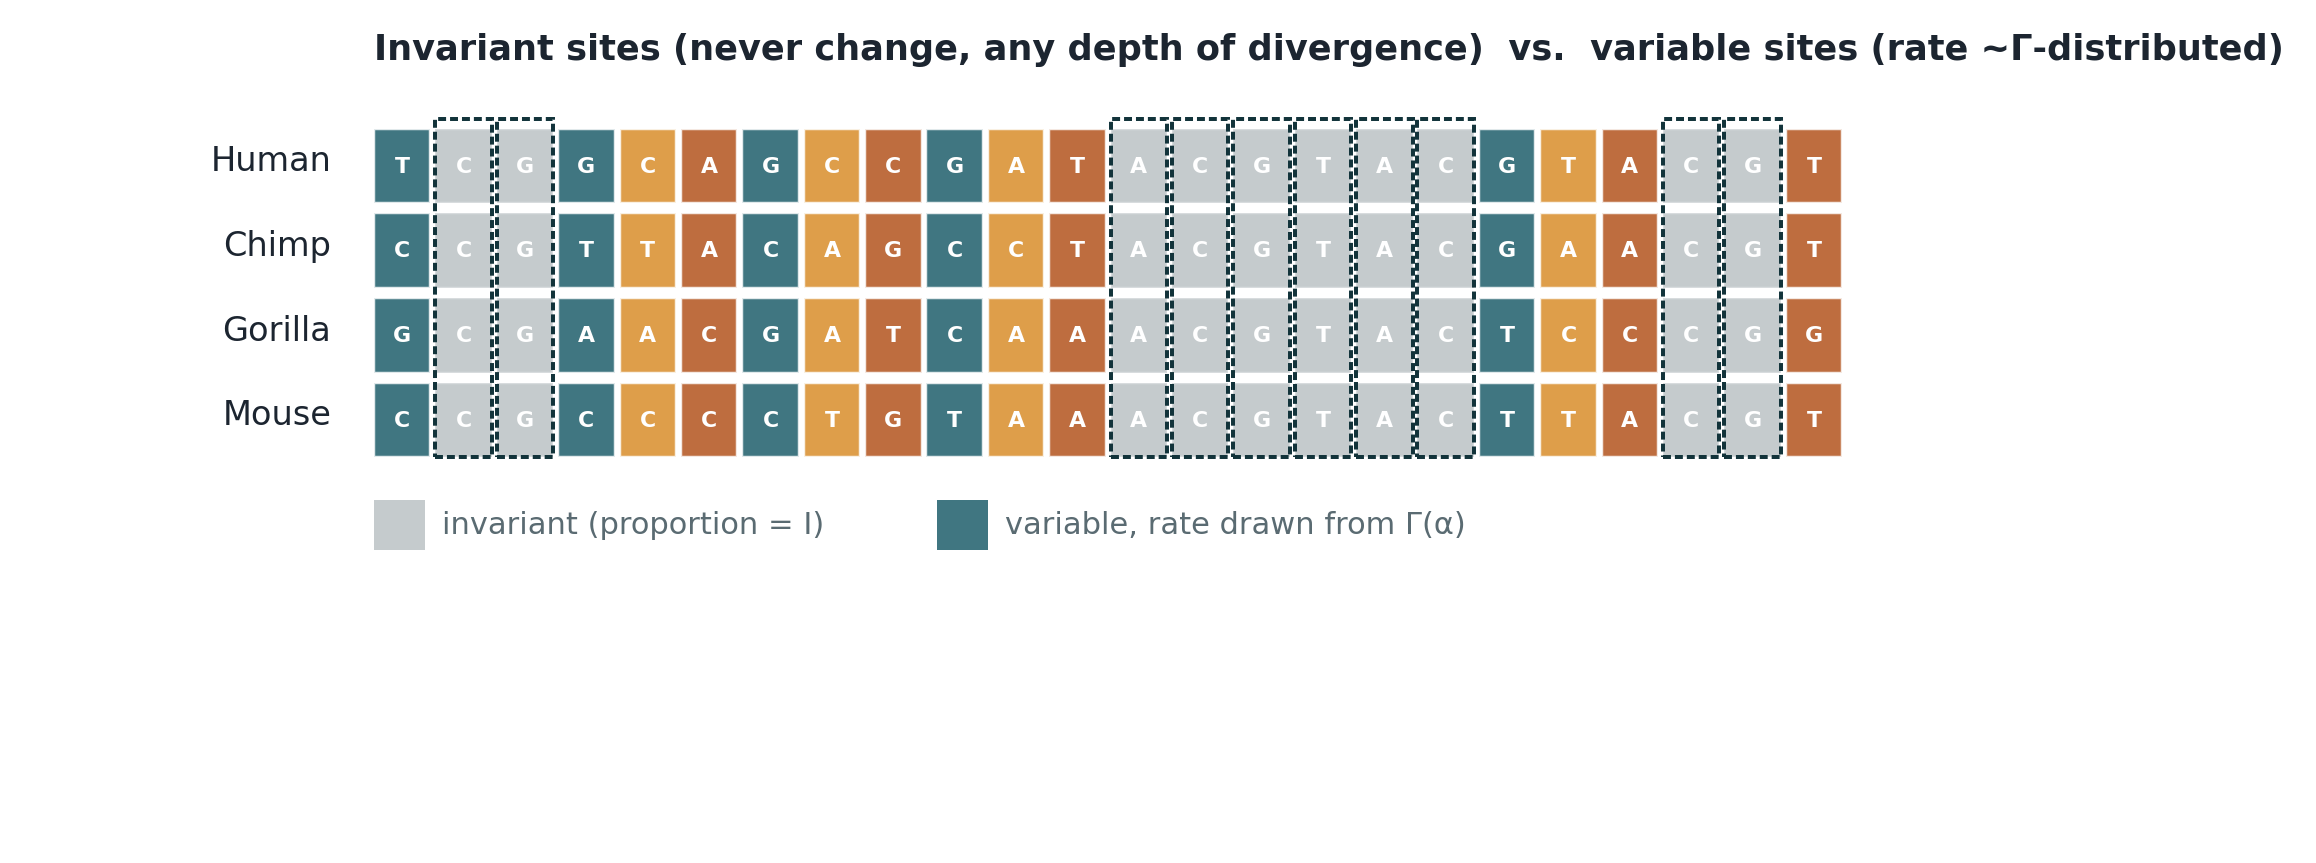 Invariant sites (never change, any depth of divergence)  vs.  variable sites (rate ~Γ-distributed)
Human T C G G C A G C C G A T A C G T A C G T A C G T
Chimp C C G T T A C A G C C T A C G T A C G A A C G T
Gorilla G C G A A C G A T C A A A C G T A C T C C C G G
Mouse C C G C C C C T G T A A A C G T A C T T A C G T
invariant (proportion = I)
variable, rate drawn from Γ(α)